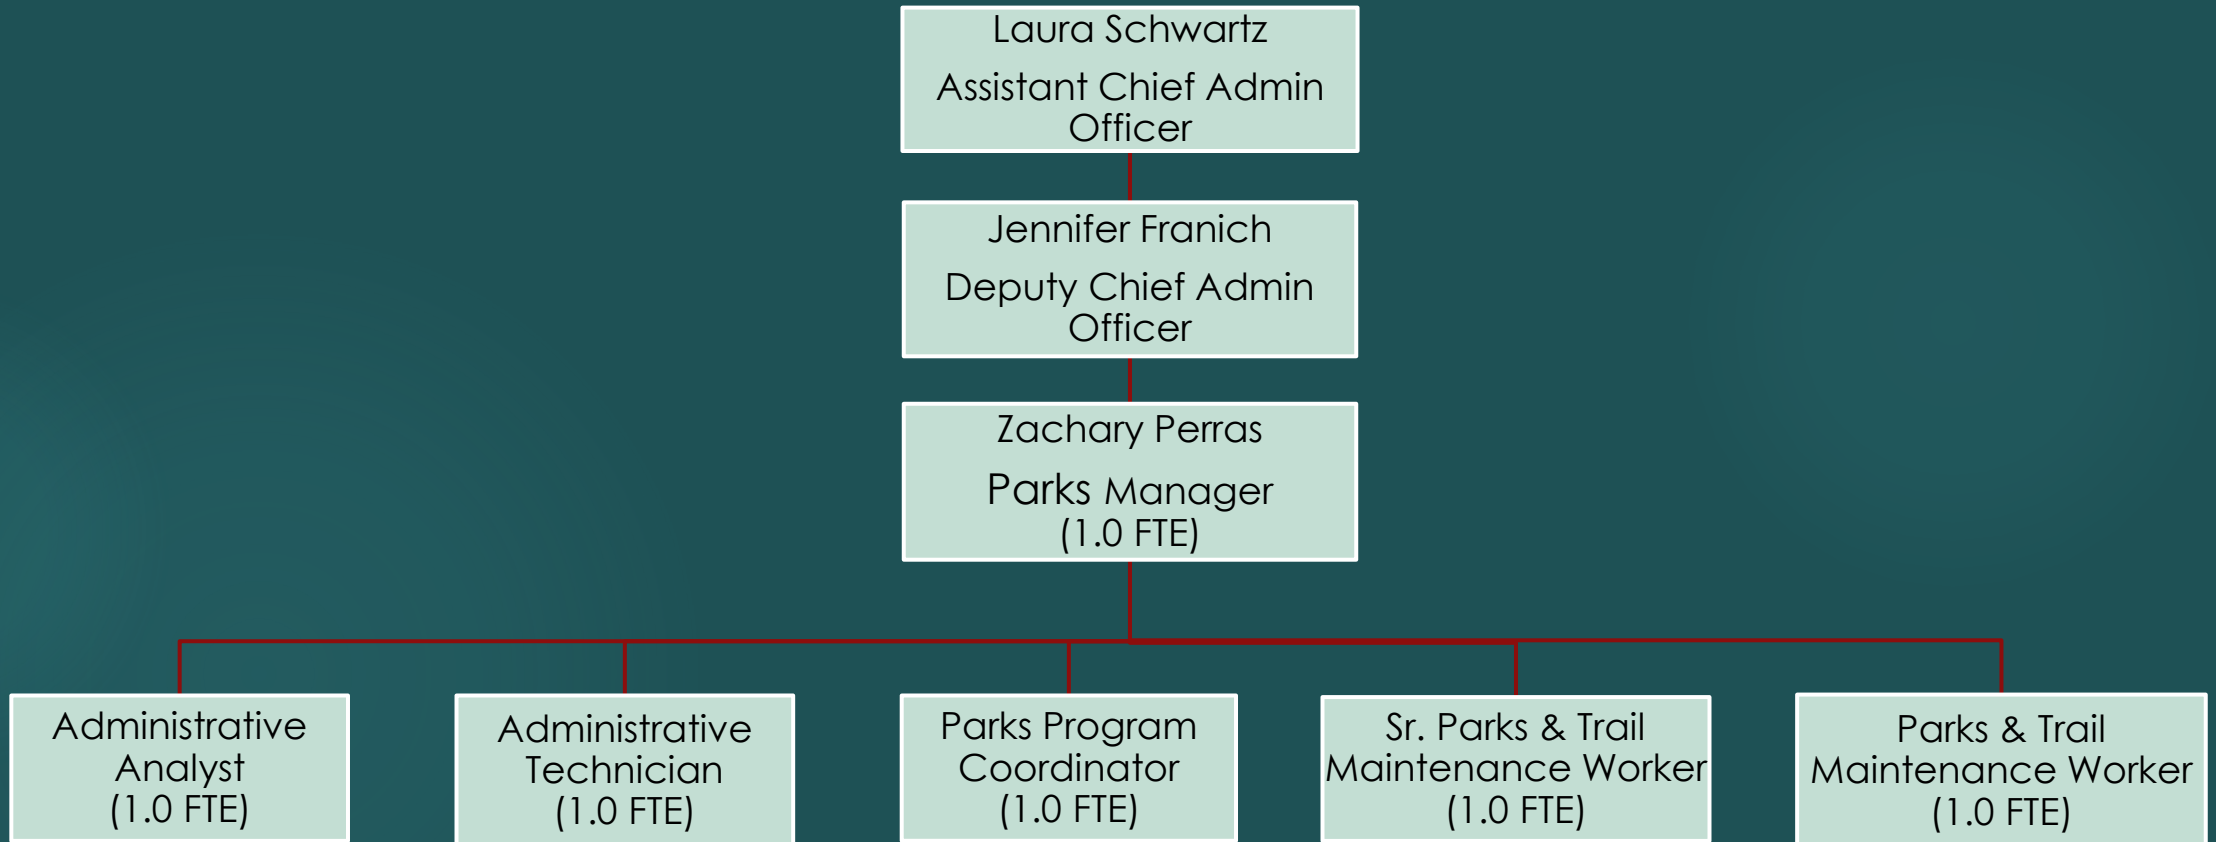 Laura Schwartz
Assistant Chief Admin
Officer
Jennifer Franich
Deputy Chief Admin
Officer
Zachary Perras
Parks Manager
(1.0 FTE)
Administrative
Analyst
(1.0 FTE)
Administrative
Technician
(1.0 FTE)
Parks Program
Coordinator
(1.0 FTE)
Sr. Parks & Trail
Maintenance Worker
(1.0 FTE)
Parks & Trail
Maintenance Worker
(1.0 FTE)